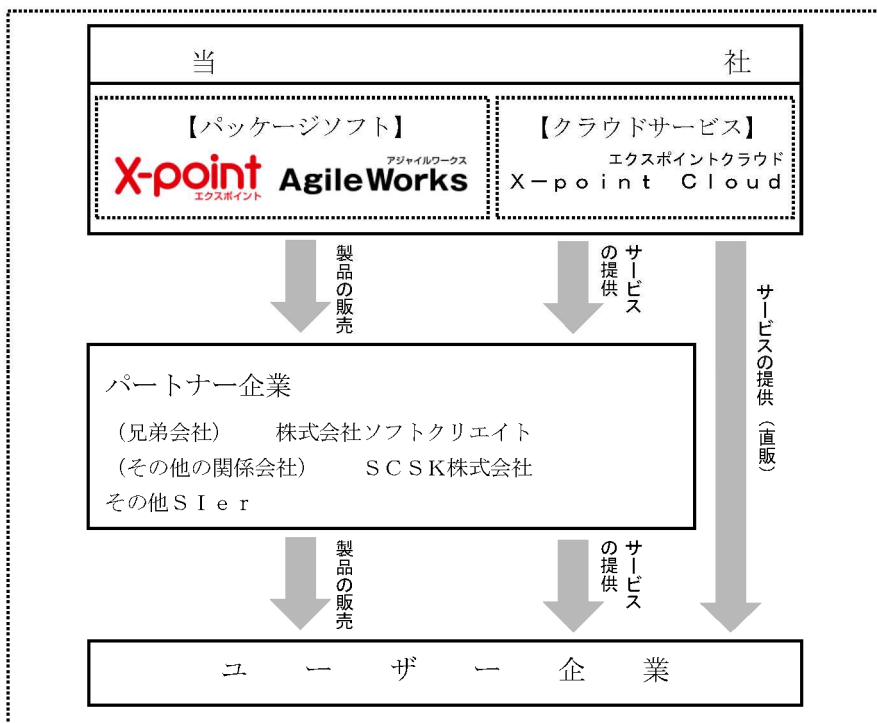 当社
【パッケージソフト】
X-point
エクスポイント
アジャイルワークス
AgileWorks
【クラウドサービス】
エクスポイントクラウド
X－point Cloud
製品の販売
サービス
の提供
サービスの提供（直販）
パートナー企業
（兄弟会社）　株式会社ソフトクリエイト
（その他の関係会社）　ＳＣＳＫ株式会社
その他ＳＩｅｒ
製品の販売
サービス
の提供
ユーザー企業